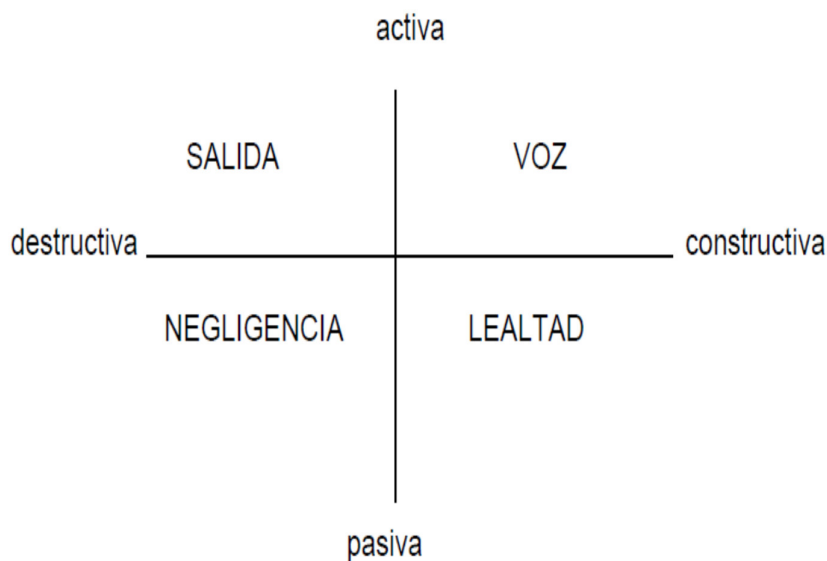 activa
SALIDA VOZ
destructiva constructiva
NEGLIGENCIA LEALTAD
pasiva